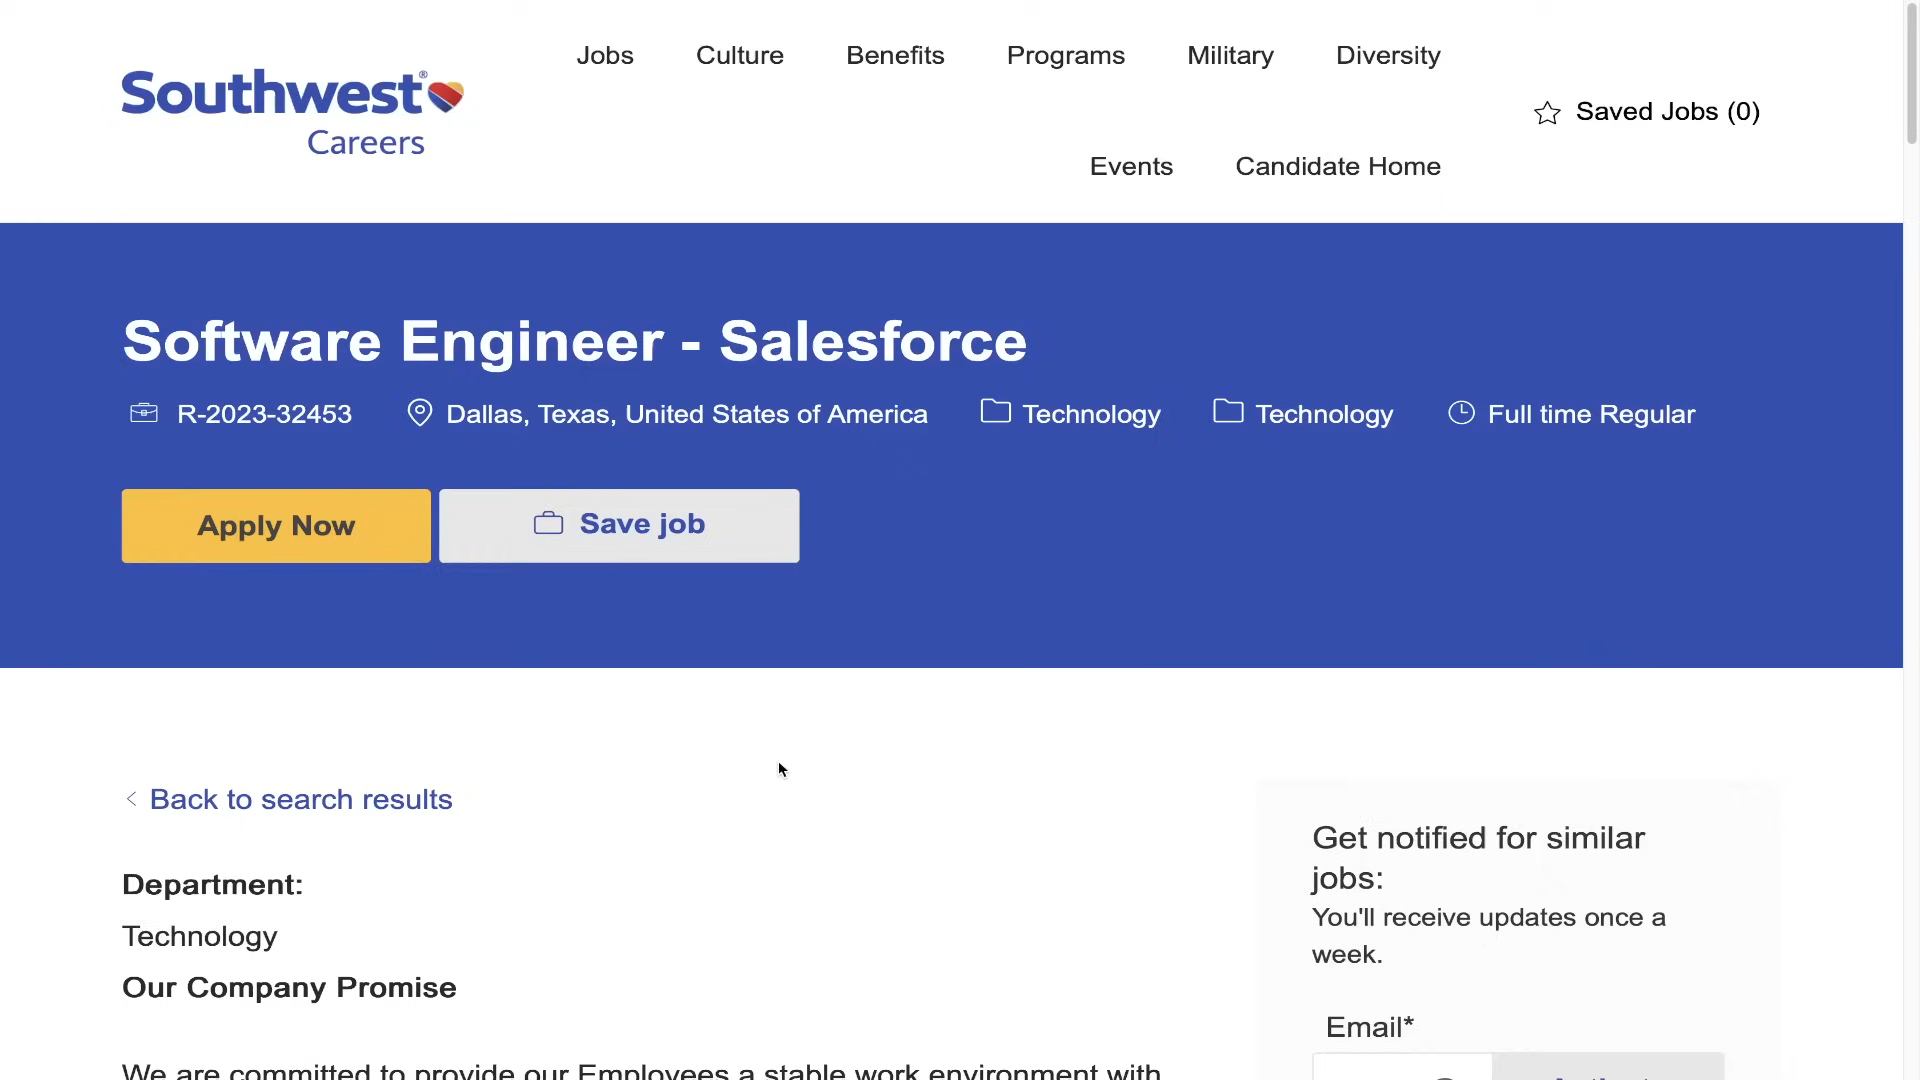 Jobs Culture Benefits Programs Military Diversity
Southwest®
Careers
Saved Jobs (0)
Events Candidate Home
Software Engineer - Salesforce
R-2023-32453 Dallas, Texas, United States of America Technology Technology Full time Regular
Apply Now Save job
Back to search results
Department:
Technology
Our Company Promise
We are committed to provide our Employees a stable work environment with
Get notified for similar
jobs:
You'll receive updates once a
week.
Email*